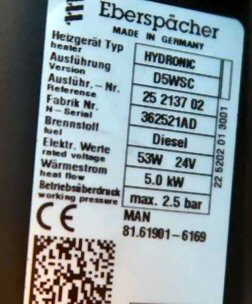 Eberspächer
MADE IN GERMANY
Heizgerät Typ HYDRONIC
heater
Ausführung D5WSC
Version
Ausführ.- Nr. 25 2137 02
Reference
Fabrik Nr. 362521AD
N - Serial
Brennstoff Diesel
fuel
Elektr. Werte 53W 24V
rated voltage
Wärmestrom 5.0 kW
heat flow
Betriebsüberdruck max. 2.5 bar
working pressure
CE MAN
81.61901-6169
22 5202 01 3001